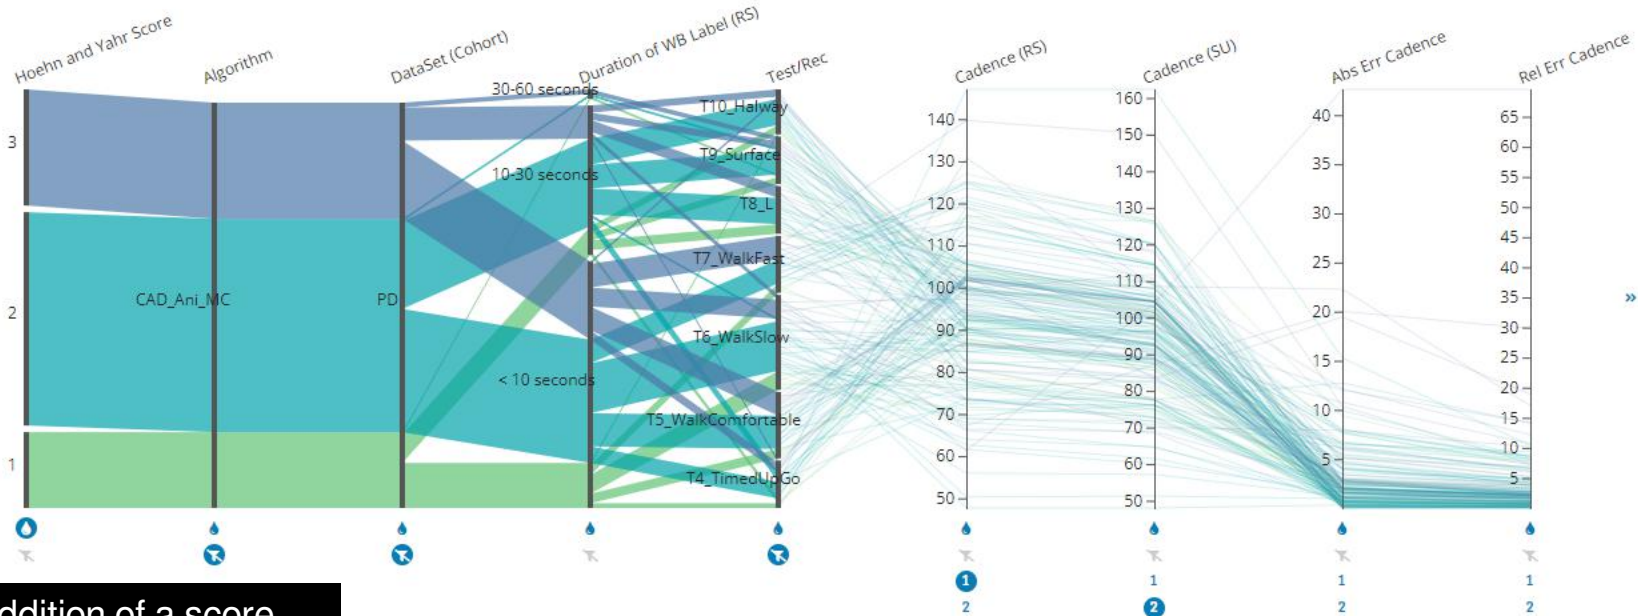 Hoehn and Yahr Score
Algorithm
DataSet (Cohort)
Duration of WB Label (RS)
Test/Rec
Cadence (RS)
Cadence (SU)
Abs Err Cadence
Rel Err Cadence
3
2
1
CAD_Ani_MC
PD
30-60 seconds
10-30 seconds
< 10 seconds
T10_Halway
T9_Surface
T8_L
T7_WalkFast
T6_WalkSlow
T5_WalkComfortable
T4_TimedUpGo
140
130
120
110
100
90
80
70
60
50
160
150
140
130
120
110
100
90
80
70
60
50
40
35
30
25
20
15
10
5
65
60
55
50
45
40
35
30
25
20
15
10
5
»
1 1 1 1
2 2 2 2
ddition of a score